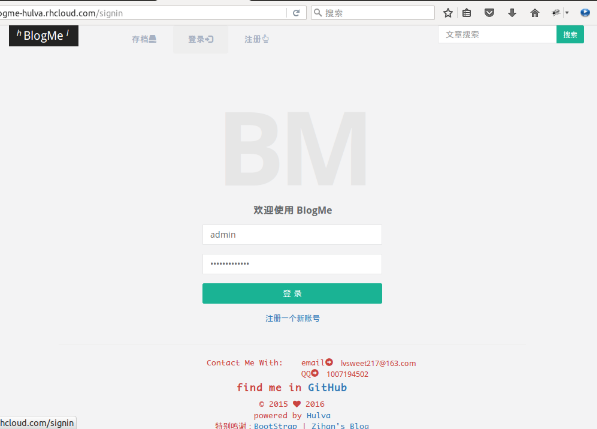 ogme-hulva.rhcloud.com/signin
搜索
h BlogMe i
存档
登录
注册
文章搜索
搜索
BM
欢迎使用 BlogMe
admin
•••••••••••••
登 录
注册一个新账号
Contact Me With: email lvsweet217@163.com
QQ 1007194502
find me in GitHub
© 2015 ❤ 2016
powered by Hulva
特别感谢：BootStrap | Zihan's Blog
hcloud.com/signin